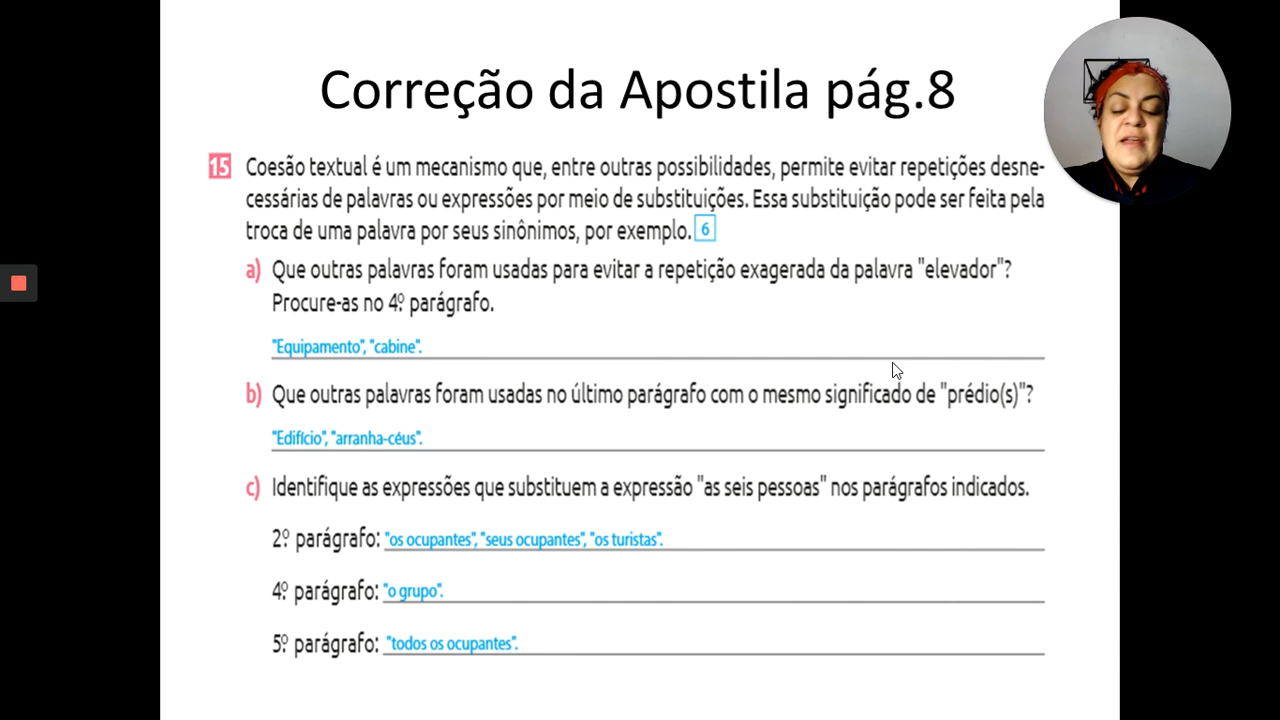 Correção da Apostila pág.8
15 Coesão textual é um mecanismo que, entre outras possibilidades, permite evitar repetições desne-
cessárias de palavras ou expressões por meio de substituições. Essa substituição pode ser feita pela
troca de uma palavra por seus sinônimos, por exemplo. 6
a) Que outras palavras foram usadas para evitar a repetição exagerada da palavra "elevador"?
Procure-as no 4º parágrafo.
"Equipamento", "cabine".
b) Que outras palavras foram usadas no último parágrafo com o mesmo significado de "prédio(s)"?
"Edifício", "arranha-céus".
c) Identifique as expressões que substituem a expressão "as seis pessoas" nos parágrafos indicados.
2º parágrafo: "os ocupantes", "seus ocupantes", "os turistas".
4º parágrafo: "o grupo".
5º parágrafo: "todos os ocupantes".